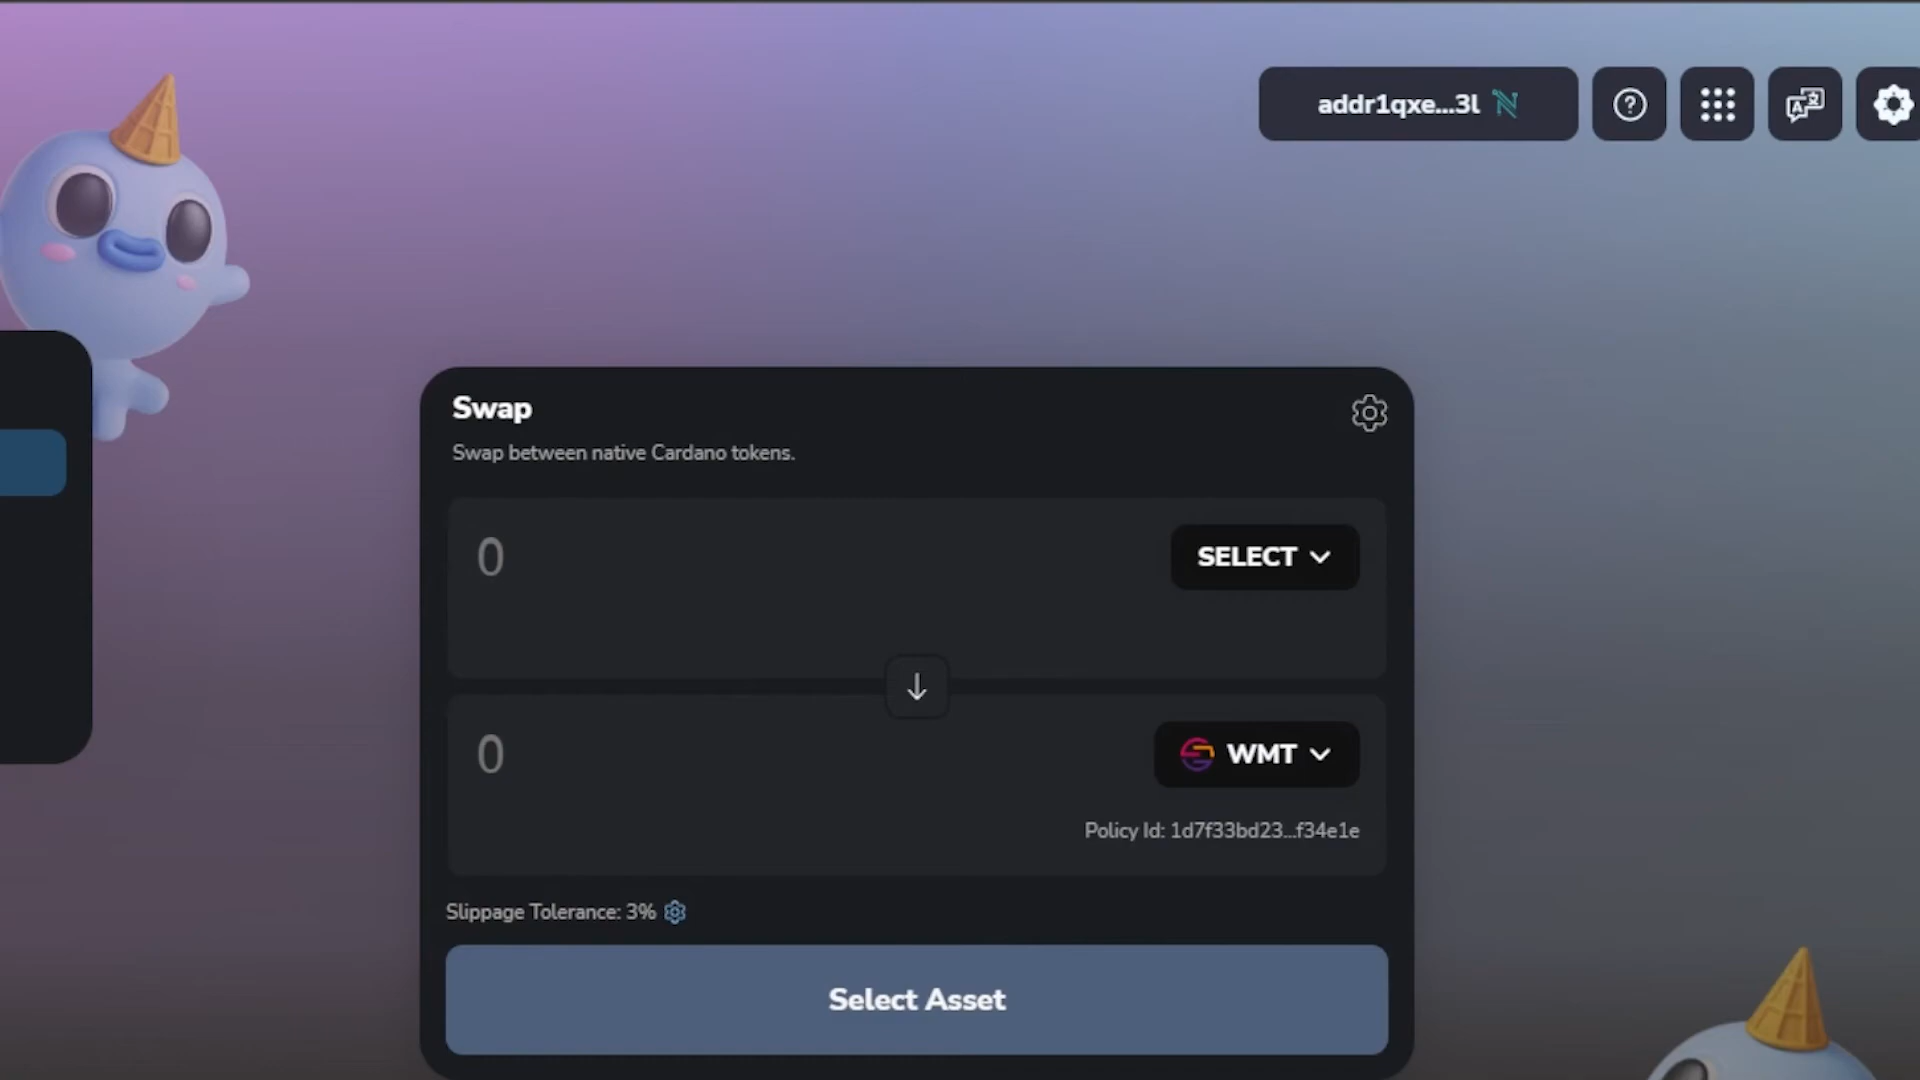 addr1qxe...3l
Swap
Swap between native Cardano tokens.
0
SELECT
0
WMT
Policy Id: 1d7f33bd23...f34e1e
Slippage Tolerance: 3%
Select Asset